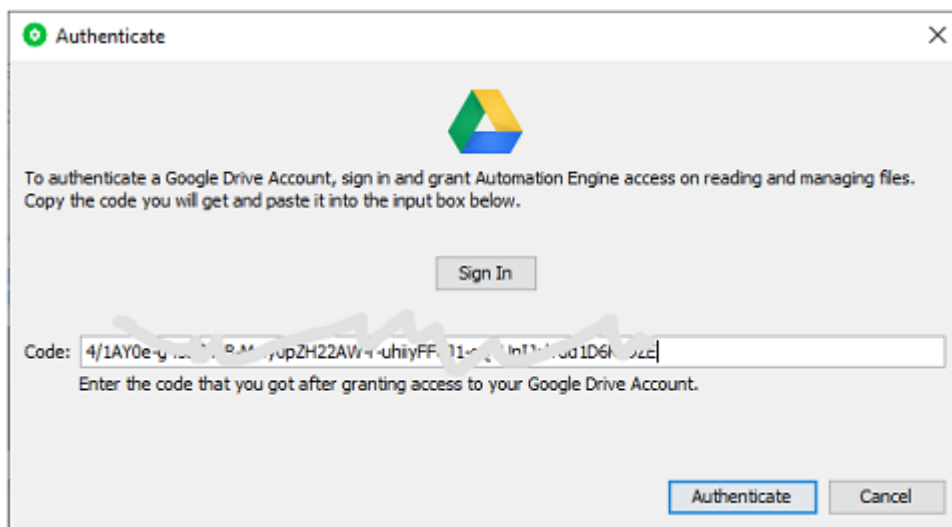 Authenticate
To authenticate a Google Drive Account, sign in and grant Automation Engine access on reading and managing files.
Copy the code you will get and paste it into the input box below.
Sign In
Code:
Enter the code that you got after granting access to your Google Drive Account.
Authenticate Cancel